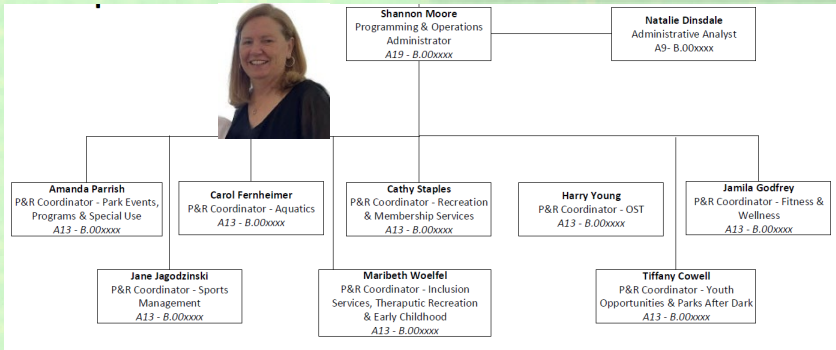 Shannon Moore
Programming & Operations
Administrator
A19 - B.00xxxx
Natalie Dinsdale
Administrative Analyst
A9- B.00xxxx
Amanda Parrish
P&R Coordinator - Park Events,
Programs & Special Use
A13 - B.00xxxx
Carol Fernheimer
P&R Coordinator - Aquatics
A13 - B.00xxxx
Cathy Staples
P&R Coordinator - Recreation
& Membership Services
A13 - B.00xxxx
Harry Young
P&R Coordinator - OST
A13 - B.00xxxx
Jamila Godfrey
P&R Coordinator - Fitness &
Wellness
A13 - B.00xxxx
Jane Jagodzinski
P&R Coordinator - Sports
Management
A13 - B.00xxxx
Maribeth Woelfel
P&R Coordinator - Inclusion
Services, Theraputic Recreation
& Early Childhood
A13 - B.00xxxx
Tiffany Cowell
P&R Coordinator - Youth
Opportunities & Parks After Dark
A13 - B.00xxxx